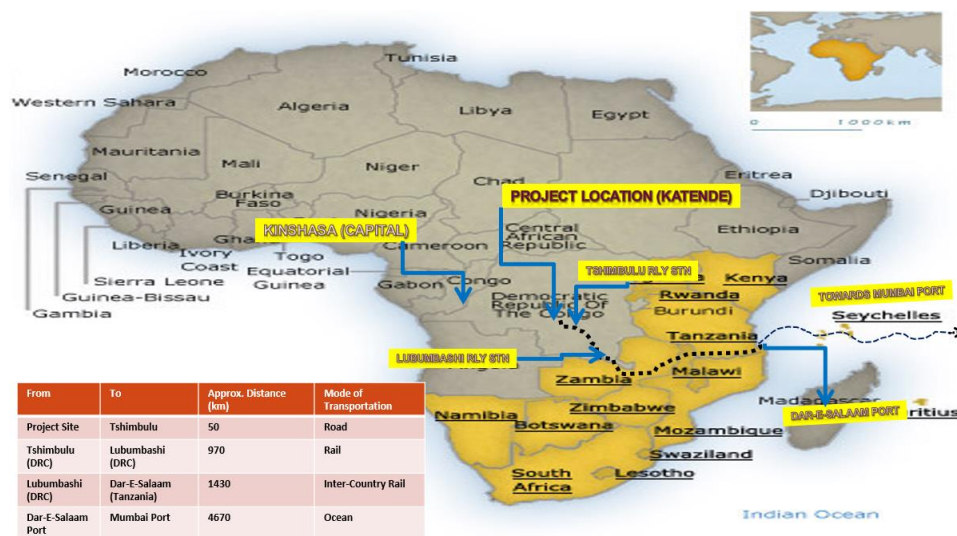 Tunisia
Morocco
Western Sahara
Algeria
Libya
Egypt
0 1000km
Mauritania
Mali
Niger
Chad
Eritrea
Senegal
Burkina
Faso
Nigeria
PROJECT LOCATION (KATENDE)
Djibouti
Guinea
KINSHASA (CAPITAL)
Central
African
Republic
Ethiopia
Liberia
Ivory
Coast
Togo
Cameroon
Somalia
Sierra Leone
Equatorial
Guinea
Gabon
Congo
TSHIMBULU RLY STN
Kenya
Guinea-Bissau
Gambia
Democratic
Republic Of
The Congo
Rwanda
Burundi
TOWARDS MUMBAI PORT
Seychelles
Tanzania
LUBUMBASHI RLY STN
Zambia
Malawi
Madagascar
DAR-E-SALAAM PORT
Namibia
Zimbabwe
Botswana
Mozambique
Swaziland
South
Africa
Lesotho
Indian Ocean
From To Approx. Distance (km) Mode of Transportation
Project Site Tshimbulu 50 Road
Tshimbulu (DRC) Lubumbashi (DRC) 970 Rail
Lubumbashi (DRC) Dar-E-Salaam (Tanzania) 1430 Inter-Country Rail
Dar-E-Salaam Port Mumbai Port 4670 Ocean